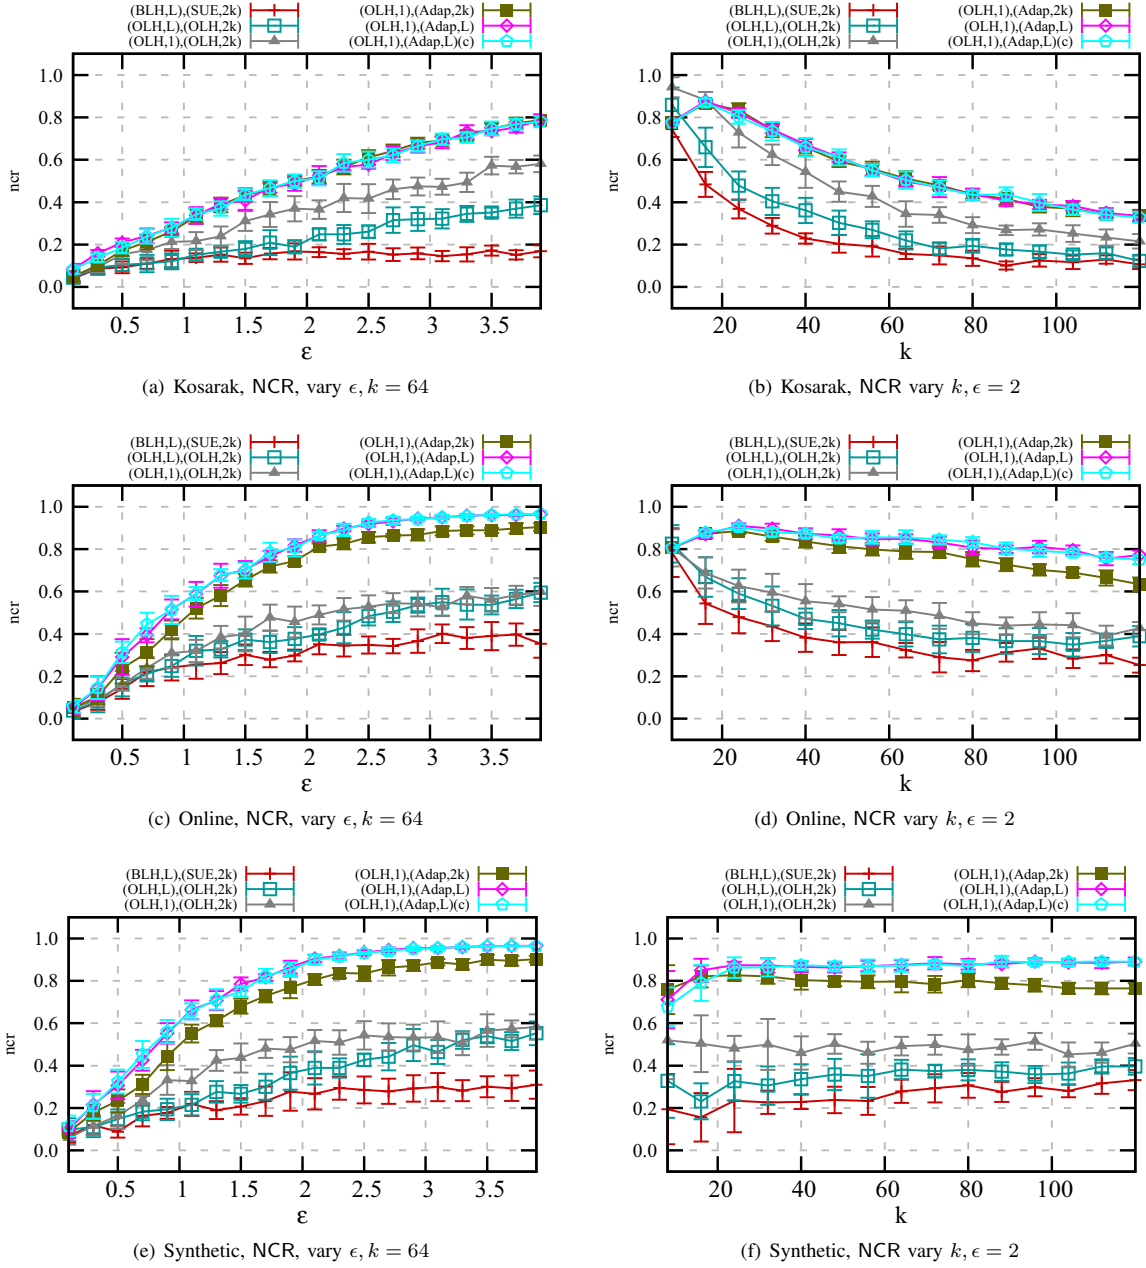 (BLH,L),(SUE,2k) (OLH,1),(Adap,2k)
(OLH,L),(OLH,2k) (OLH,1),(Adap,L)
(OLH,1),(OLH,2k) (OLH,1),(Adap,L)(c)
1.0
0.8
0.6
0.4
0.2
0.0
ncr
0.5 1 1.5 2 2.5 3 3.5
ε
(a) Kosarak, NCR, vary ϵ, k = 64
(BLH,L),(SUE,2k) (OLH,1),(Adap,2k)
(OLH,L),(OLH,2k) (OLH,1),(Adap,L)
(OLH,1),(OLH,2k) (OLH,1),(Adap,L)(c)
1.0
0.8
0.6
0.4
0.2
0.0
ncr
20 40 60 80 100
k
(b) Kosarak, NCR vary k, ϵ = 2
(BLH,L),(SUE,2k) (OLH,1),(Adap,2k)
(OLH,L),(OLH,2k) (OLH,1),(Adap,L)
(OLH,1),(OLH,2k) (OLH,1),(Adap,L)(c)
1.0
0.8
0.6
0.4
0.2
0.0
ncr
0.5 1 1.5 2 2.5 3 3.5
ε
(c) Online, NCR, vary ϵ, k = 64
(BLH,L),(SUE,2k) (OLH,1),(Adap,2k)
(OLH,L),(OLH,2k) (OLH,1),(Adap,L)
(OLH,1),(OLH,2k) (OLH,1),(Adap,L)(c)
1.0
0.8
0.6
0.4
0.2
0.0
ncr
20 40 60 80 100
k
(d) Online, NCR vary k, ϵ = 2
(BLH,L),(SUE,2k) (OLH,1),(Adap,2k)
(OLH,L),(OLH,2k) (OLH,1),(Adap,L)
(OLH,1),(OLH,2k) (OLH,1),(Adap,L)(c)
1.0
0.8
0.6
0.4
0.2
0.0
ncr
0.5 1 1.5 2 2.5 3 3.5
ε
(e) Synthetic, NCR, vary ϵ, k = 64
(BLH,L),(SUE,2k) (OLH,1),(Adap,2k)
(OLH,L),(OLH,2k) (OLH,1),(Adap,L)
(OLH,1),(OLH,2k) (OLH,1),(Adap,L)(c)
1.0
0.8
0.6
0.4
0.2
0.0
ncr
20 40 60 80 100
k
(f) Synthetic, NCR vary k, ϵ = 2